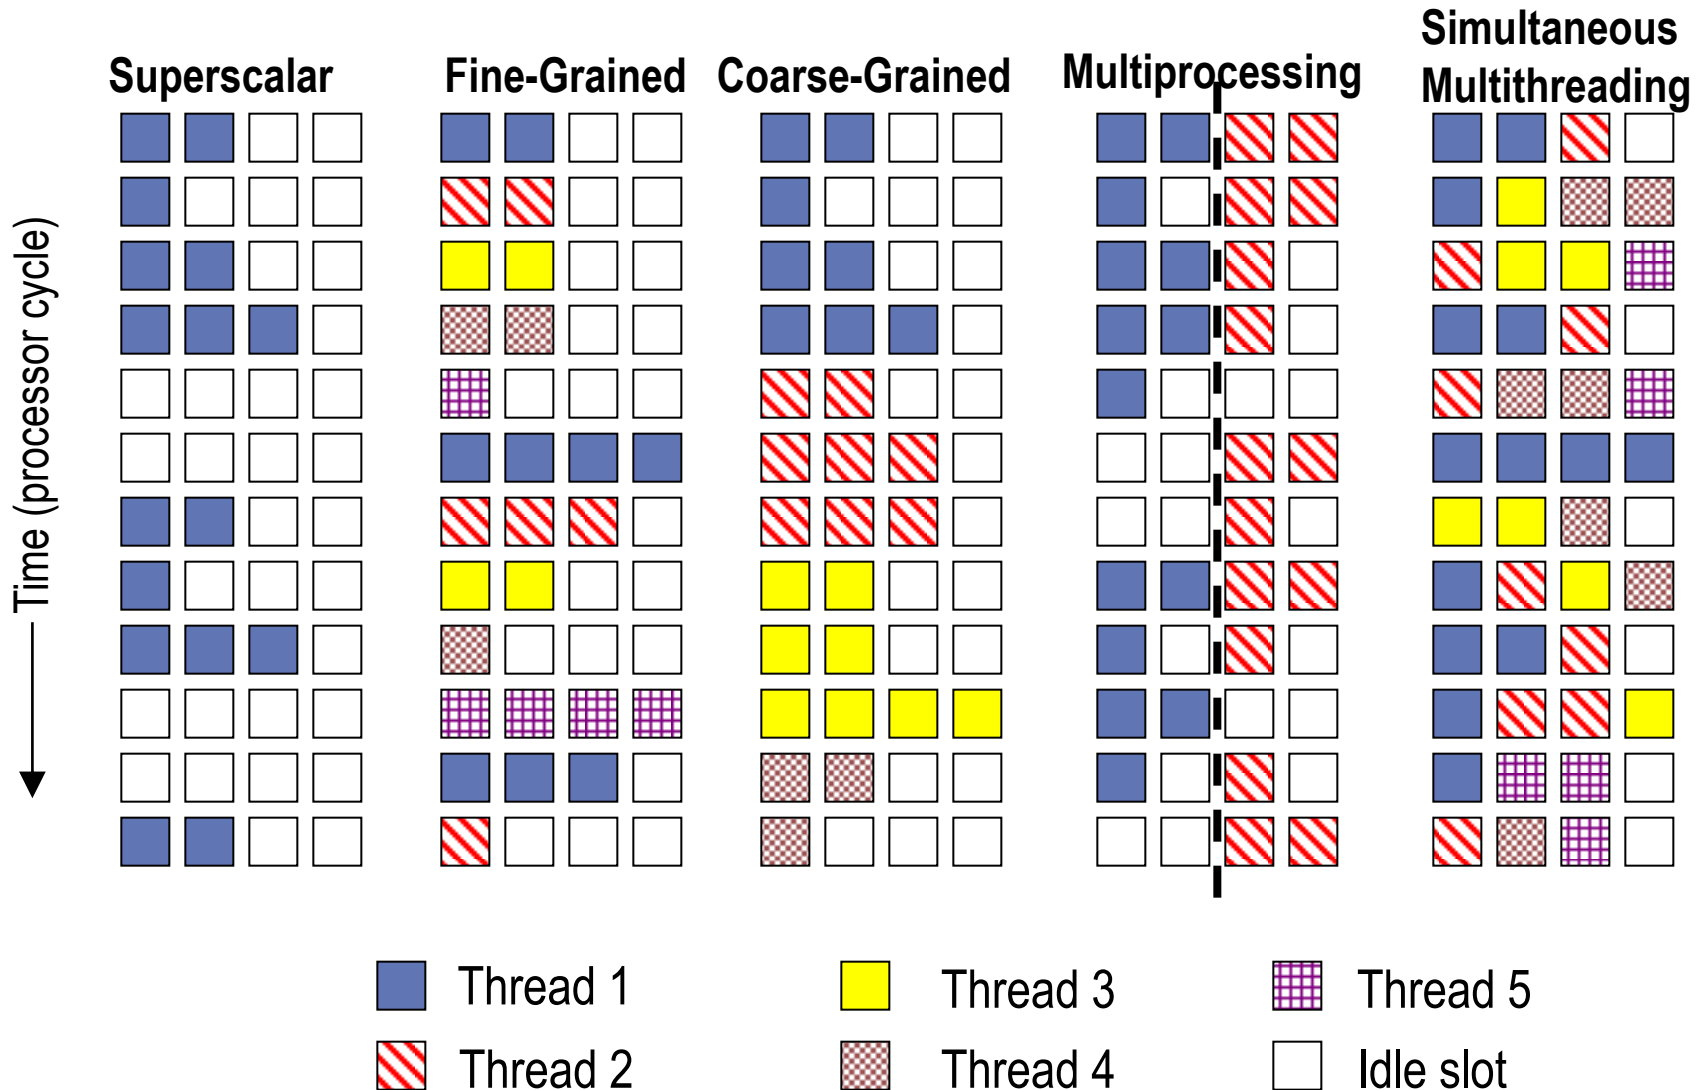 Superscalar
Fine-Grained
Coarse-Grained
Multiprocessing
Simultaneous
Multithreading
Time (processor cycle)
Thread 1
Thread 3
Thread 5
Thread 2
Thread 4
Idle slot